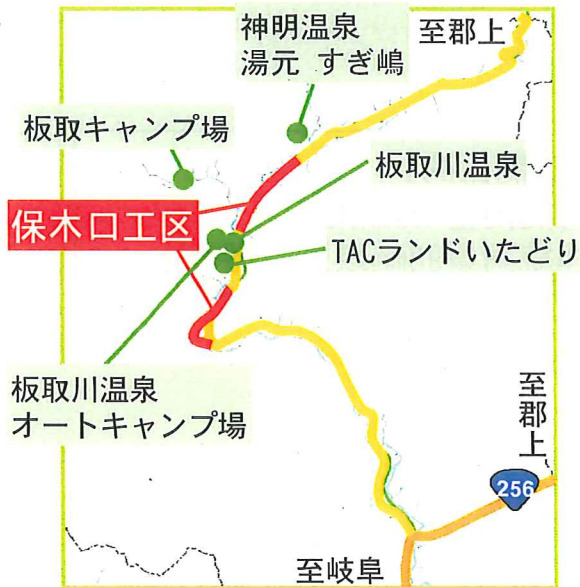 神明温泉
湯元 すぎ嶋
至郡上
板取キャンプ場
板取川温泉
保木口工区
TACランドいたどり
板取川温泉
オートキャンプ場
至郡上
256
至岐阜